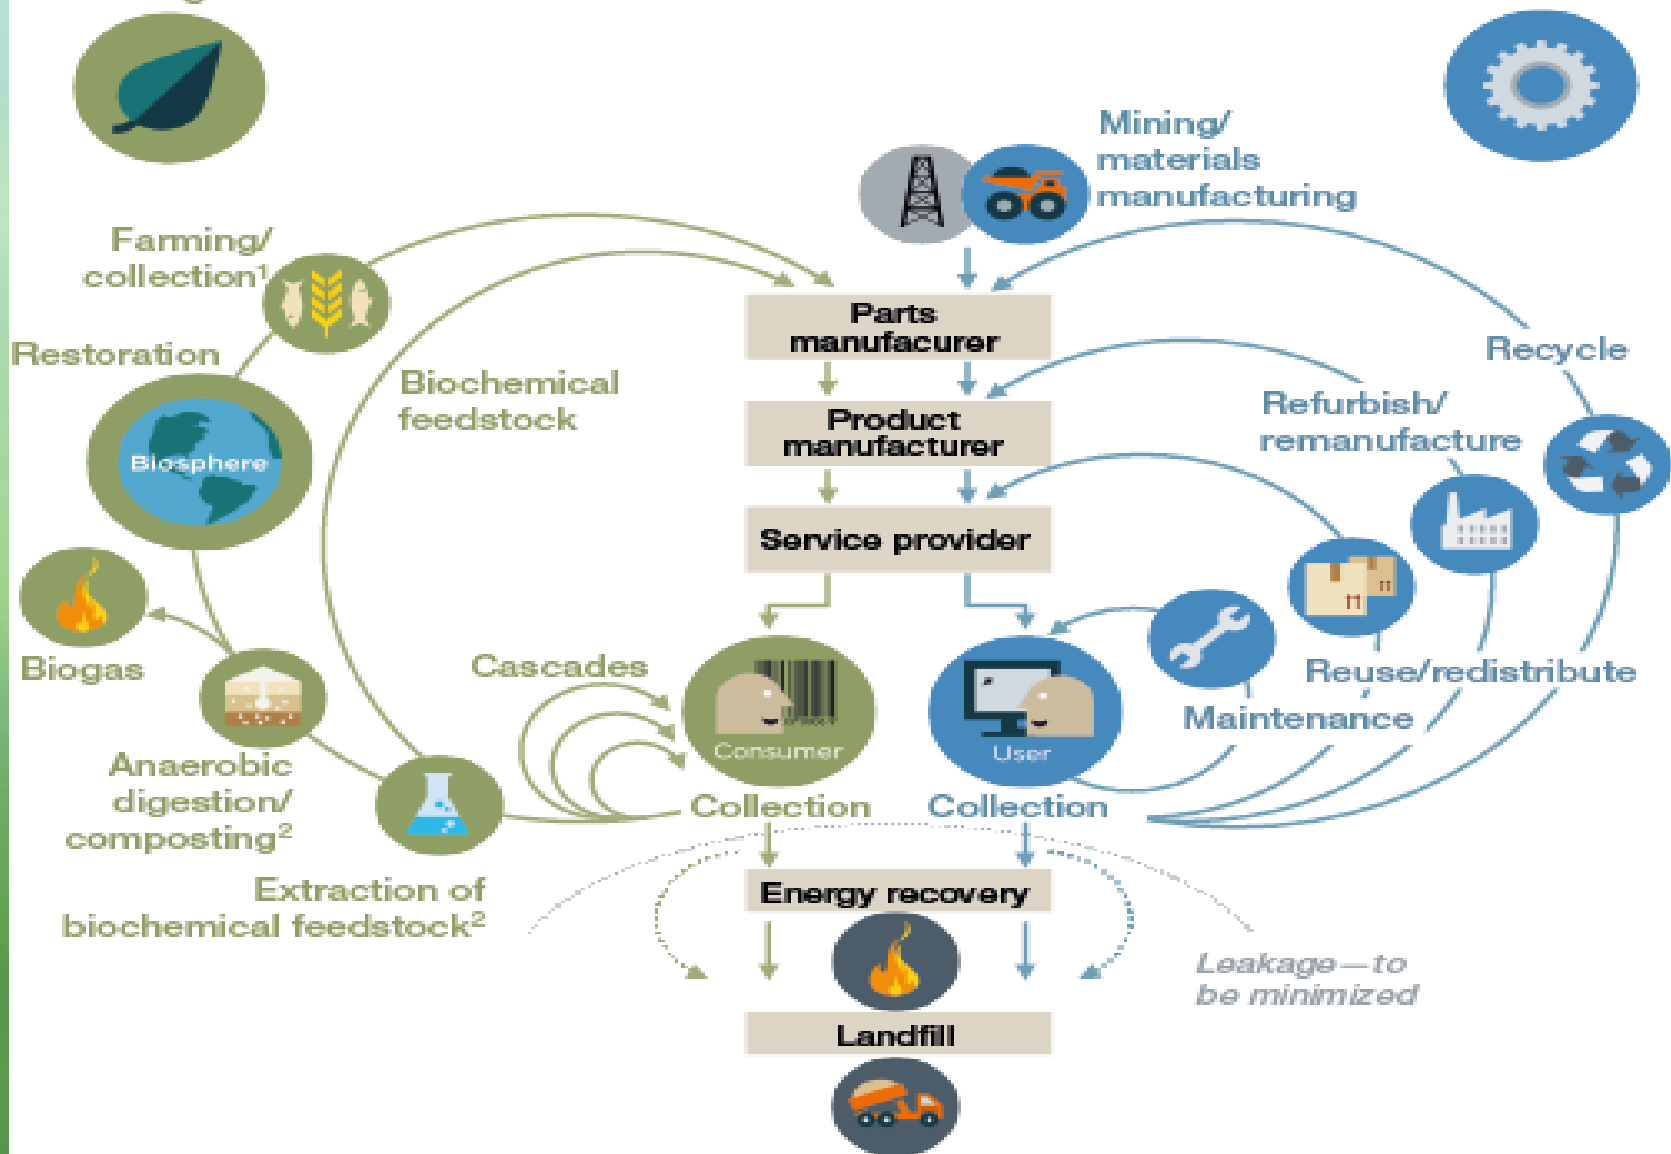 Mining/
materials
manufacturing
Farming/
collection¹
Parts
manufacurer
Recycle
Restoration
Biochemical
feedstock
Product
manufacturer
Refurbish/
remanufacture
Biosphere
Service provider
Biogas
Cascades
Reuse/redistribute
Maintenance
Consumer
User
Anaerobic
digestion/
composting²
Collection
Collection
Extraction of
biochemical feedstock²
Energy recovery
Leakage—to
be minimized
Landfill